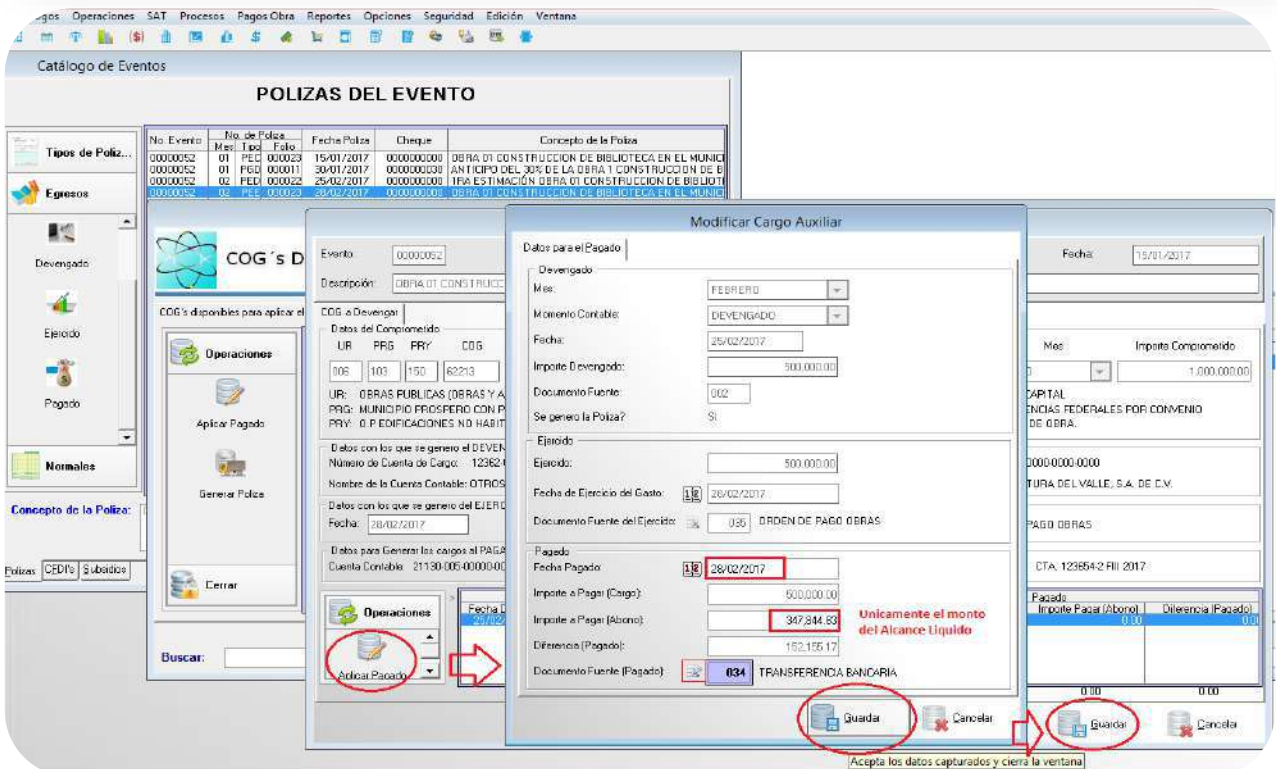 Operaciones SAT Procesos Pagos Obra Reportes Opciones Seguridad Edición Ventana
Catálogo de Eventos
POLIZAS DEL EVENTO
Tipos de Poliz...
Egresos
Devengado
Ejercido
Pagado
Normales
No. Evento No. de Poliza Fecha Poliza Cheque Concepto de la Poliza
Mes Tipo Folio
00000052 01 PED 000023 15/01/2017 0000000000 OBRA 01 CONSTRUCCION DE BIBLIOTECA EN EL MUNICI
00000052 01 PGD 000011 30/01/2017 0000000030 ANTICIPO DEL 30% DE LA OBRA 1 CONSTRUCCION DE B
00000052 02 PED 000022 25/02/2017 0000000000 1RA ESTIMACIÓN OBRA 01 CONSTRUCCION DE BIBLIOT
00000052 02 PEE 000023 28/02/2017 0000000000 OBRA 01 CONSTRUCCION DE BIBLIOTECA EN EL MUNIC
Concepto de la Poliza:
Polizas CFDI's Subsidios
COG´s D
COG's disponibles para aplicar el
Operaciones
Aplicar Pagado
Generar Poliza
Cerrar
Buscar:
Evento 00000052
Descripción: OBRA 01 CONSTRUCC
COG a Devengar
Datos del Comprometido
UR PRG PRY COG
006 103 150 62213
UR: OBRAS PUBLICAS (OBRAS Y A
PRG: MUNICIPIO PROSPERO CON P
PRY: O.P EDIFICACIONES NO HABIT
Datos con los que se genero el DEVEN
Número de Cuenta de Cargo: 12362-
Nombre de la Cuenta Contable: OTROS
Datos con los que se genero del EJERC
Fecha: 28/02/2017
Datos para Generar los cargos al PAGA
Cuenta Contable: 21130-005-00000-00
Operaciones
Aplicar Pagado
Fecha D
25/02/
Modificar Cargo Auxiliar
Datos para el Pagado
Devengado
Mes: FEBRERO
Momento Contable: DEVENGADO
Fecha: 25/02/2017
Importe Devengado: 500,000.00
Documento Fuente: 002
Se genero la Poliza? SI
Ejercido
Ejercido: 500,000.00
Fecha de Ejercicio del Gasto: 12 28/02/2017
Documento Fuente del Ejercido: 035 ORDEN DE PAGO OBRAS
Pagado
Fecha Pagado: 12 28/02/2017
Importe a Pagar (Cargo): 500,000.00
Importe a Pagar (Abono): 347,844.83
Unicamente el monto
del Alcance Liquido
Diferencia (Pagado): 152,155.17
Documento Fuente (Pagado): 034 TRANSFERENCIA BANCARIA
Guardar Cancelar
Acepta los datos capturados y cierra la ventana
Fecha: 15/01/2017
Mes Importe Comprometido
1,000,000.00
CAPITAL
ENCIAS FEDERALES POR CONVENIO
DE OBRA.
0000-0000-0000
TURA DEL VALLE, S.A. DE C.V.
PAGO OBRAS
CTA. 123654-2 FIII 2017
Pagado
Importe Pagar (Abono) Diferencia (Pagado)
0.00 0.00
0.00 0.00
Guardar Cancelar